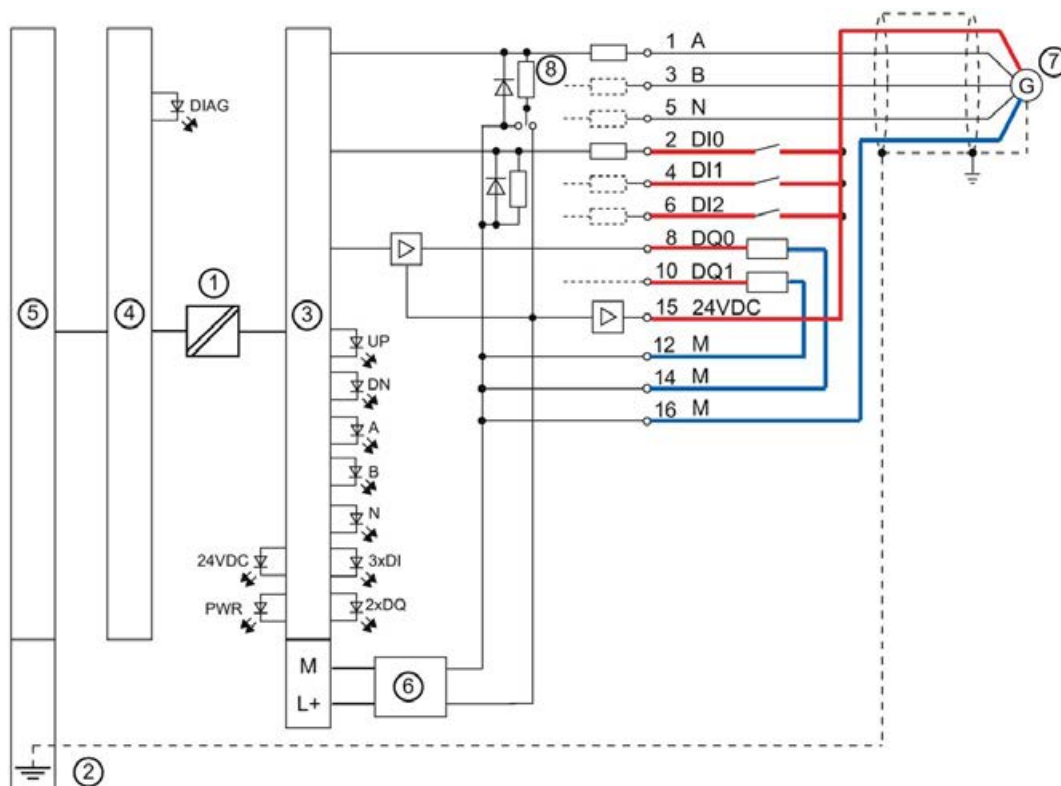 1 A
3 B
5 N
2 DI0
4 DI1
6 DI2
8 DQ0
10 DQ1
15 24VDC
12 M
14 M
16 M
⑦
⑧
DIAG
①
⑤
④
③
UP
DN
A
B
N
24VDC
3xDI
PWR
2xDQ
M
L+
⑥
②
G